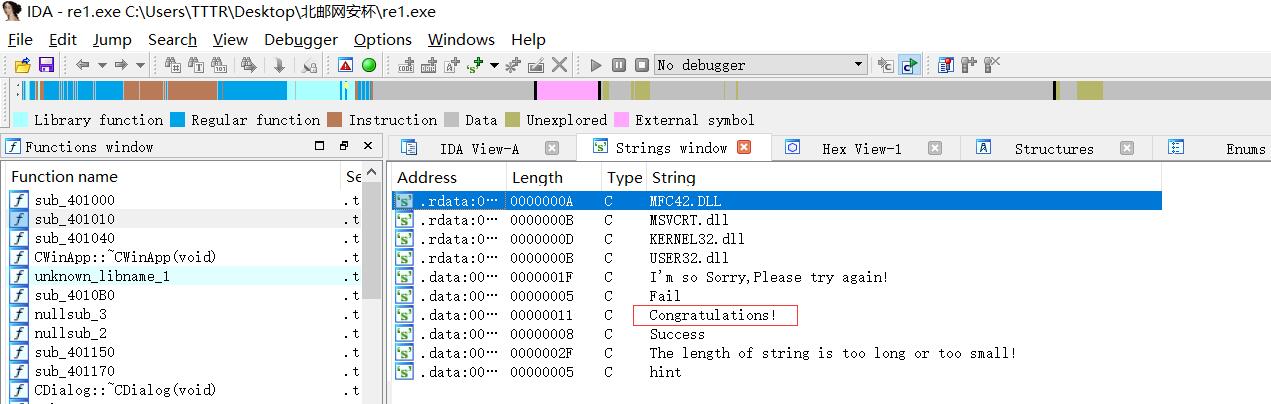 IDA - re1.exe C:\Users\TTTR\Desktop\北邮网安杯\re1.exe
File Edit Jump Search View Debugger Options Windows Help
No debugger
Library function Regular function Instruction Data Unexplored External symbol
Functions window
IDA View-A Strings window Hex View-1 Structures Enums
Function name Se
sub_401000 .t
sub_401010 .t
sub_401040 .t
CWinApp::~CWinApp(void) .t
unknown_libname_1 .t
sub_4010B0 .t
nullsub_3 .t
nullsub_2 .t
sub_401150 .t
sub_401170 .t
CDialog::~CDialog(void) .t
Address Length Type String
.rdata:0… 0000000A C MFC42.DLL
.rdata:0… 0000000B C MSVCRT.dll
.rdata:0… 0000000D C KERNEL32.dll
.rdata:0… 0000000B C USER32.dll
.data:00… 0000001F C I'm so Sorry,Please try again!
.data:00… 00000005 C Fail
.data:00… 00000011 C Congratulations!
.data:00… 00000008 C Success
.data:00… 0000002F C The length of string is too long or too small!
.data:00… 00000005 C hint